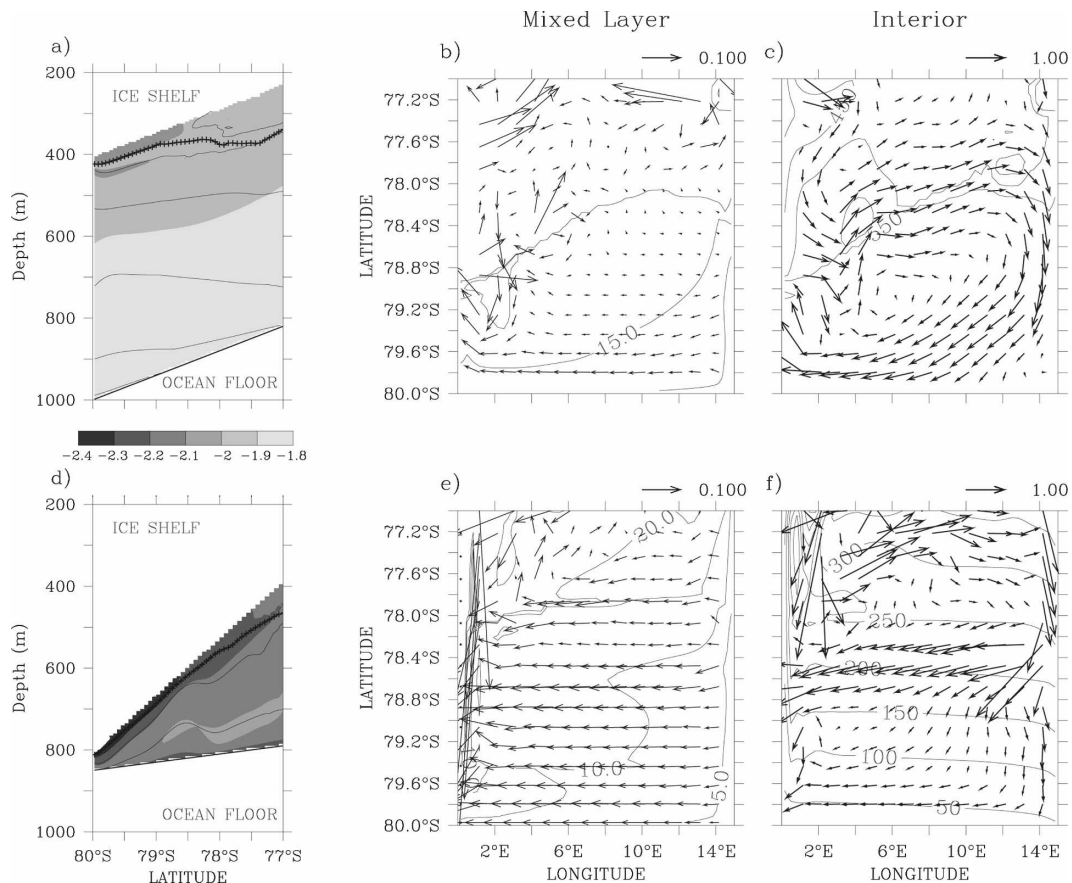 Mixed Layer
Interior
a)
b)
c)
0.100
1.00
200
400
600
800
1000
Depth (m)
ICE SHELF
OCEAN FLOOR
77.2°S
77.6°S
78.0°S
78.4°S
78.8°S
79.2°S
79.6°S
80.0°S
LATITUDE
15.0
450
350
-2.4 -2.3 -2.2 -2.1 -2 -1.9 -1.8
d)
e)
f)
0.100
1.00
200
400
600
800
1000
Depth (m)
ICE SHELF
OCEAN FLOOR
80°S 79°S 78°S 77°S
LATITUDE
77.2°S
77.6°S
78.0°S
78.4°S
78.8°S
79.2°S
79.6°S
80.0°S
LATITUDE
20.0
10.0
5.0
300
250
200
150
100
50
2°E 6°E 10°E 14°E
LONGITUDE
2°E 6°E 10°E 14°E
LONGITUDE